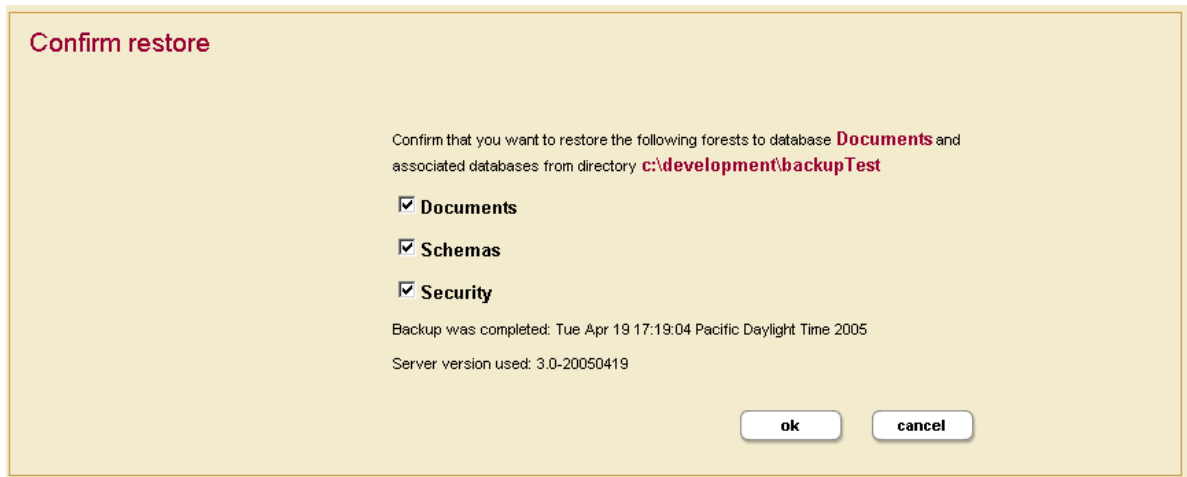 Confirm restore
Confirm that you want to restore the following forests to database Documents and
associated databases from directory c:\development\backupTest
Documents
Schemas
Security
Backup was completed: Tue Apr 19 17:19:04 Pacific Daylight Time 2005
Server version used: 3.0-20050419
ok cancel